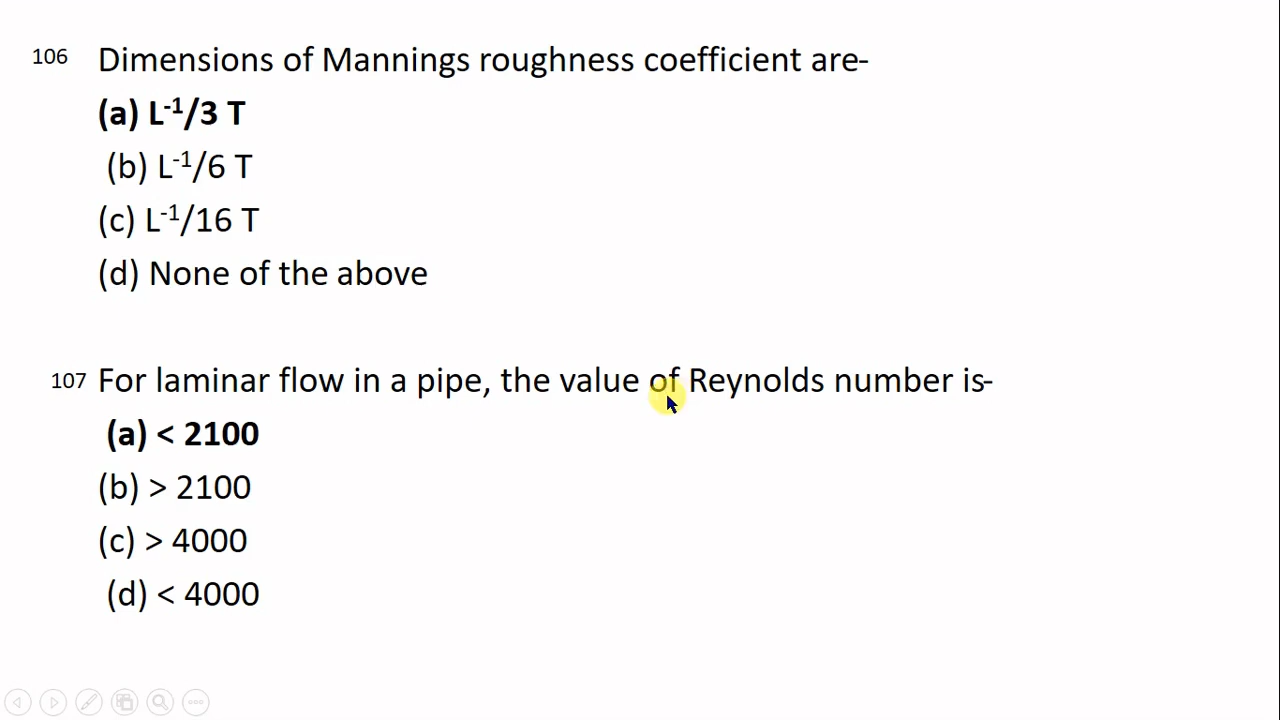 106 Dimensions of Mannings roughness coefficient are-
(a) L⁻¹/3 T
(b) L⁻¹/6 T
(c) L⁻¹/16 T
(d) None of the above
107 For laminar flow in a pipe, the value of Reynolds number is-
(a) < 2100
(b) > 2100
(c) > 4000
(d) < 4000